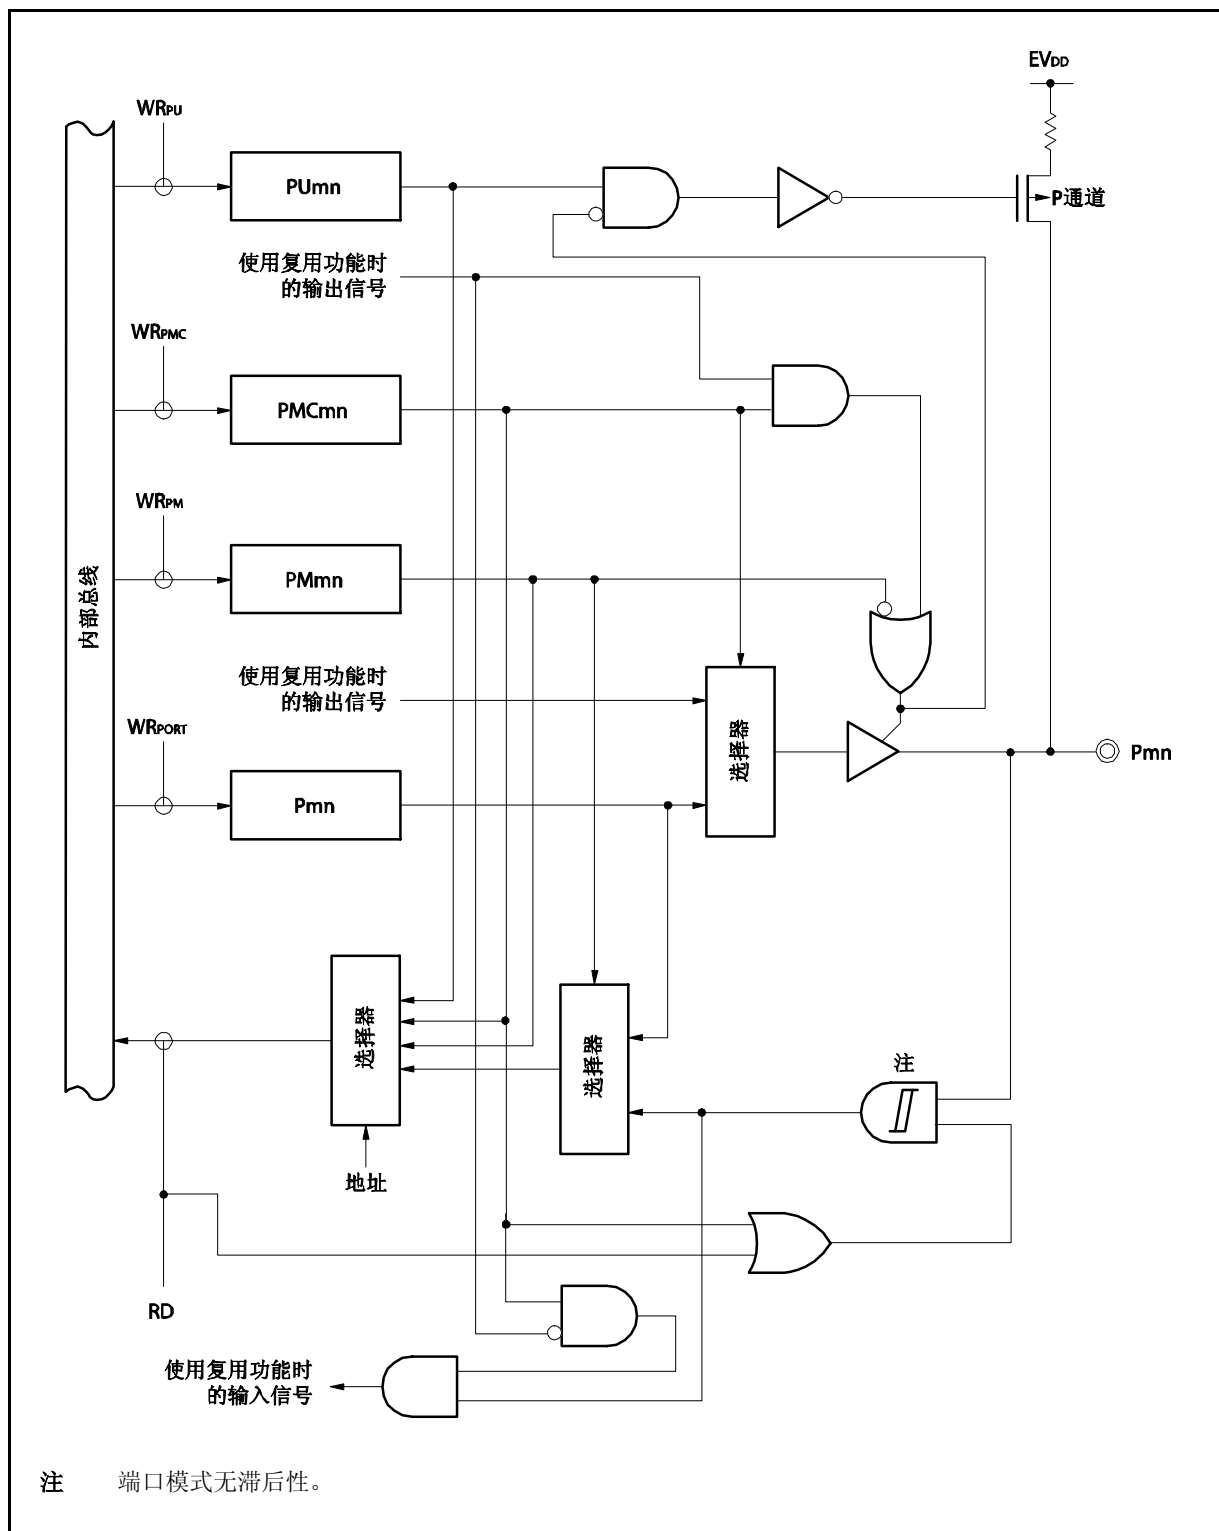 EVDD
WRPU
PUmn
P通道
使用复用功能时
的输出信号
WRPMC
PMCmn
WRPM
PMmn
内部总线
使用复用功能时
的输出信号
选择器
WRPORT
Pmn
Pmn
选择器
选择器
注
地址
RD
使用复用功能时
的输入信号
注 端口模式无滞后性。